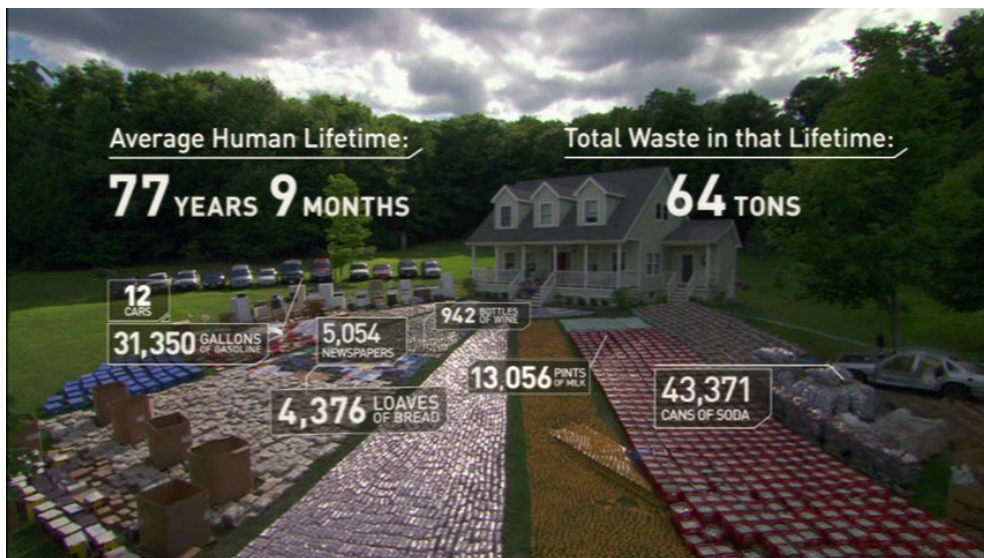 Average Human Lifetime:
77 YEARS 9 MONTHS
Total Waste in that Lifetime:
64 TONS
12
CARS
31,350 GALLONS
OF GASOLINE
5,054
NEWSPAPERS
942 BOTTLES
OF WINE
4,376 LOAVES
OF BREAD
13,056 PINTS
OF MILK
43,371
CANS OF SODA